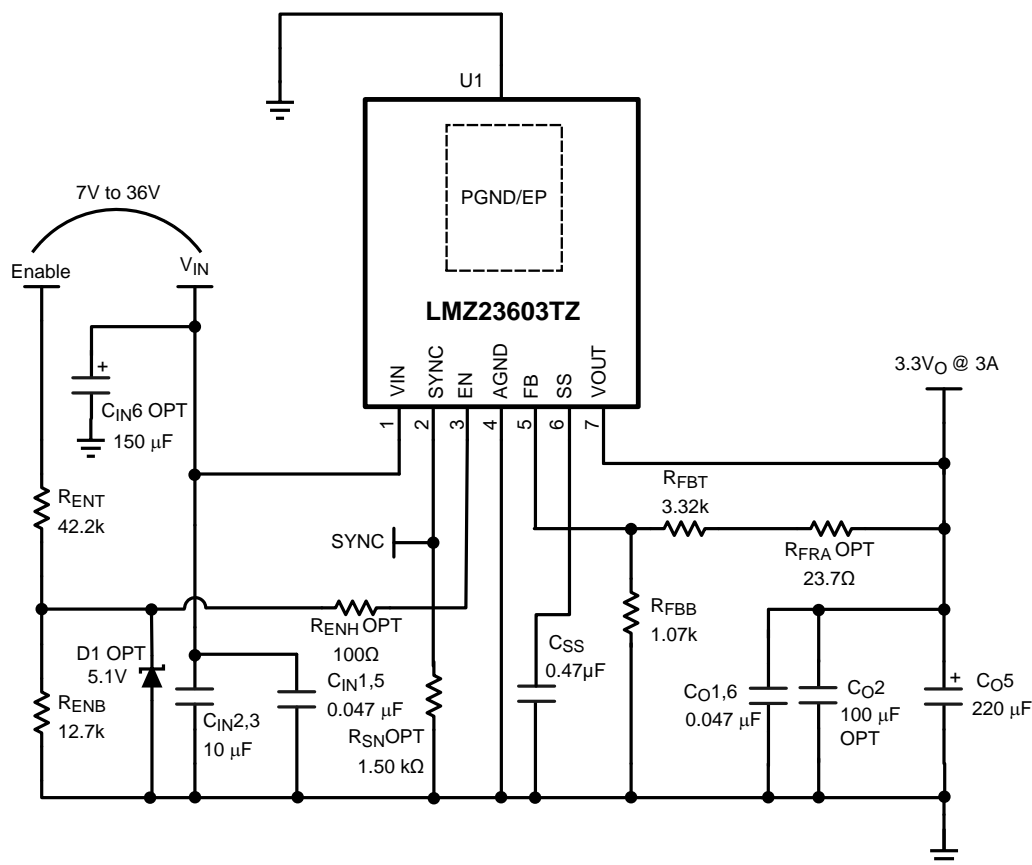 U1
PGND/EP
7V to 36V
Enable
VIN
LMZ23603TZ
VIN
SYNC
EN
AGND
FB
SS
VOUT
3.3VO @ 3A
1
2
3
4
5
6
7
+
CIN6 OPT
150 μF
RENT
42.2k
SYNC
RFBT
3.32k
RFRA OPT
23.7Ω
RENH OPT
100Ω
RFBB
1.07k
D1 OPT
5.1V
RENB
12.7k
CIN2,3
10 μF
CIN1,5
0.047 μF
RSNOPT
1.50 kΩ
CSS
0.47μF
CO1,6
0.047 μF
CO2
100 μF
OPT
+
CO5
220 μF